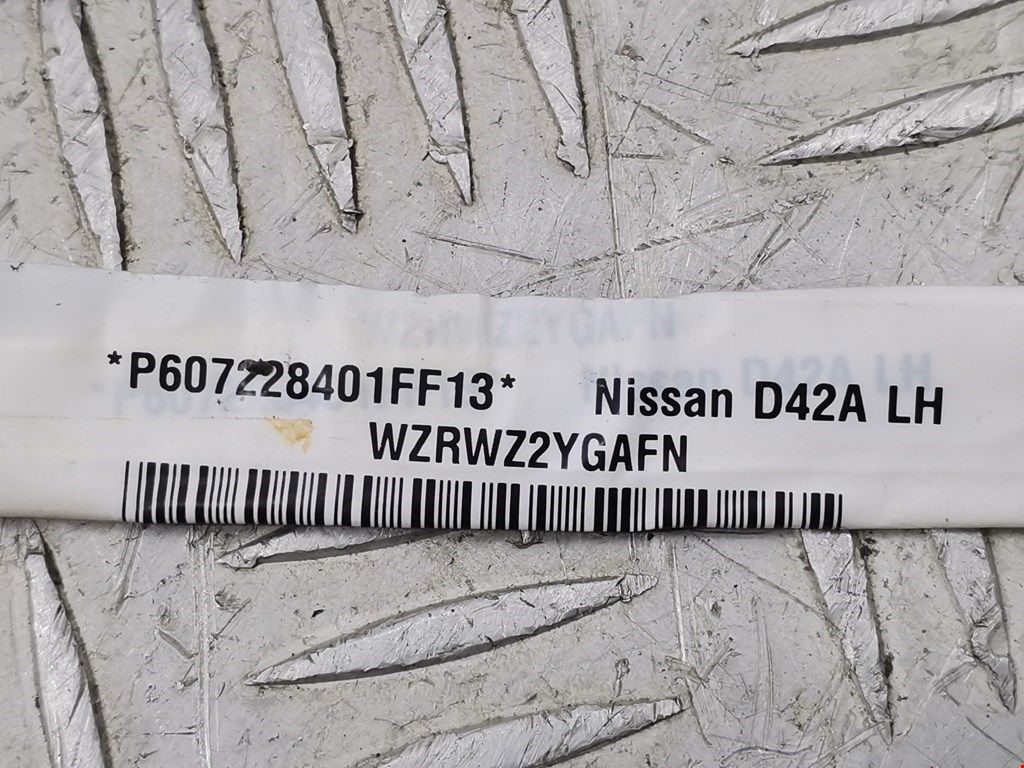 *P607228401FF13* Nissan D42A LH
WZRWZ2YGAFN